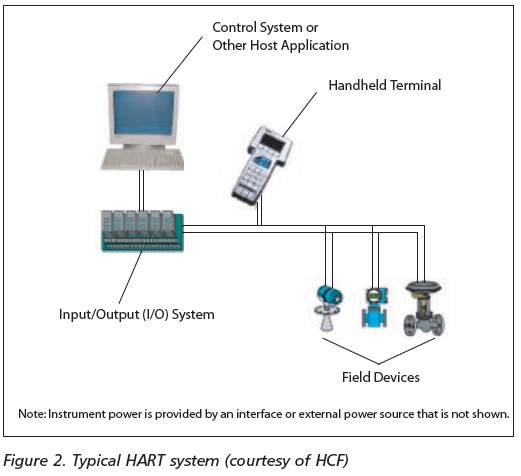 Control System or
Other Host Application
Handheld Terminal
Input/Output (I/O) System
Field Devices
Note: Instrument power is provided by an interface or external power source that is not shown.
Figure 2. Typical HART system (courtesy of HCF)